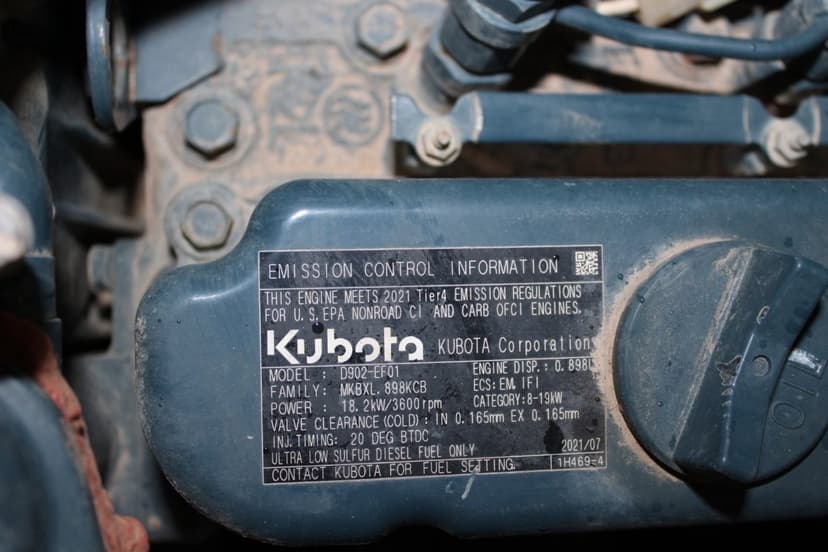 EMISSION CONTROL INFORMATION
THIS ENGINE MEETS 2021 Tier4 EMISSION REGULATIONS
FOR U.S.EPA NONROAD CI AND CARB OFCI ENGINES.
Kubota KUBOTA Corporation
MODEL : D902-EF01 ENGINE DISP.: 0.898L
FAMILY: MKBXL.898KCB ECS:EM,IFI
POWER : 18.2kW/3600rpm CATEGORY:8-19kW
VALVE CLEARANCE(COLD): IN 0.165mm EX 0.165mm
INJ.TIMING: 20 DEG BTDC
ULTRA LOW SULFUR DIESEL FUEL ONLY 2021/07
CONTACT KUBOTA FOR FUEL SETTING. 1H469-4